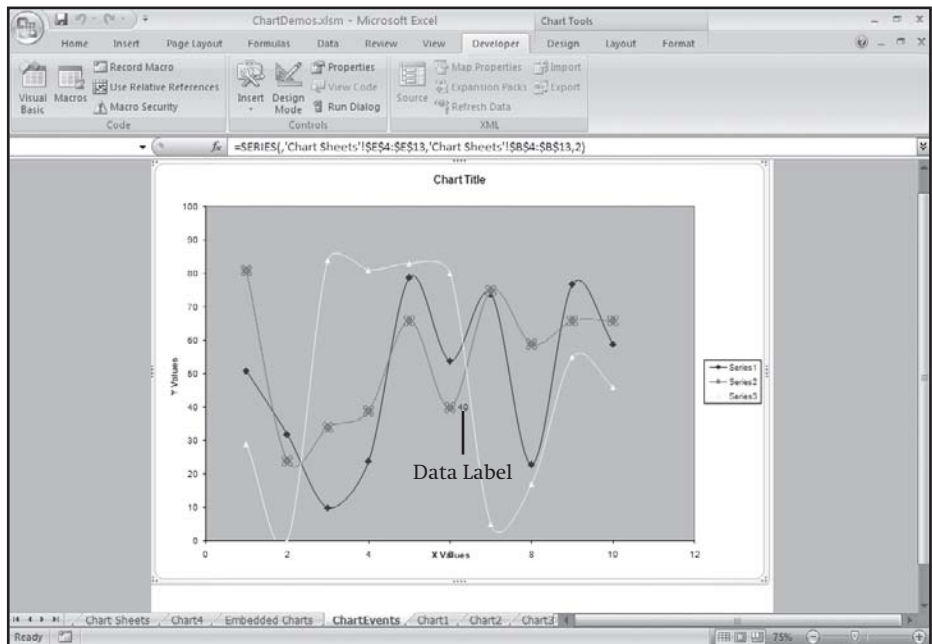 ChartDemos.xlsm - Microsoft Excel
Chart Tools
Home Insert Page Layout Formulas Data Review View Developer Design Layout Format
Visual Basic
Macros
Record Macro
Use Relative References
Macro Security
Code
Insert
Design Mode
Properties
View Code
Run Dialog
Controls
Source
Map Properties
Expansion Packs
Refresh Data
Import
Export
XML
fx =SERIES(,'Chart Sheets'!$E$4:$E$13,'Chart Sheets'!$B$4:$B$13,2)
Chart Title
100
90
80
70
60
50
40
30
20
10
0
Y Values
40
Data Label
Series1
Series2
Series3
0 2 4 8 10 12
X Values
Chart Sheets Chart4 Embedded Charts ChartEvents Chart1 Chart2 Chart3
Ready
75%